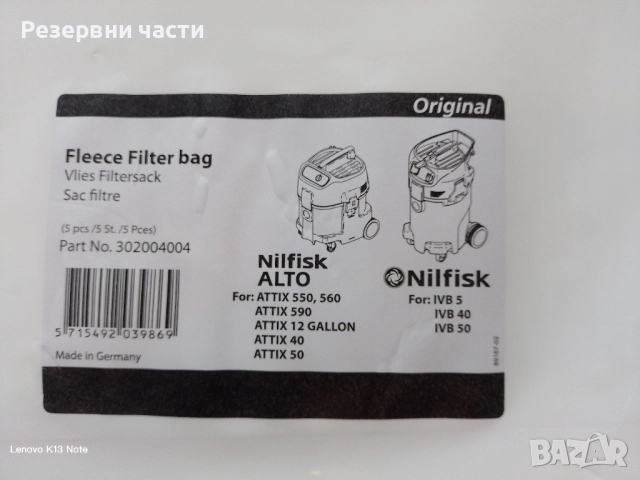 Резервни части
Original
Fleece Filter bag
Vlies Filtersack
Sac filtre
(5 pcs /5 St. /5 Pces)
Part No. 302004004
5 715492 039869
Made in Germany
Nilfisk
ALTO
For: ATTIX 550, 560
ATTIX 590
ATTIX 12 GALLON
ATTIX 40
ATTIX 50
Nilfisk
For: IVB 5
IVB 40
IVB 50
Lenovo K13 Note
BAZAR